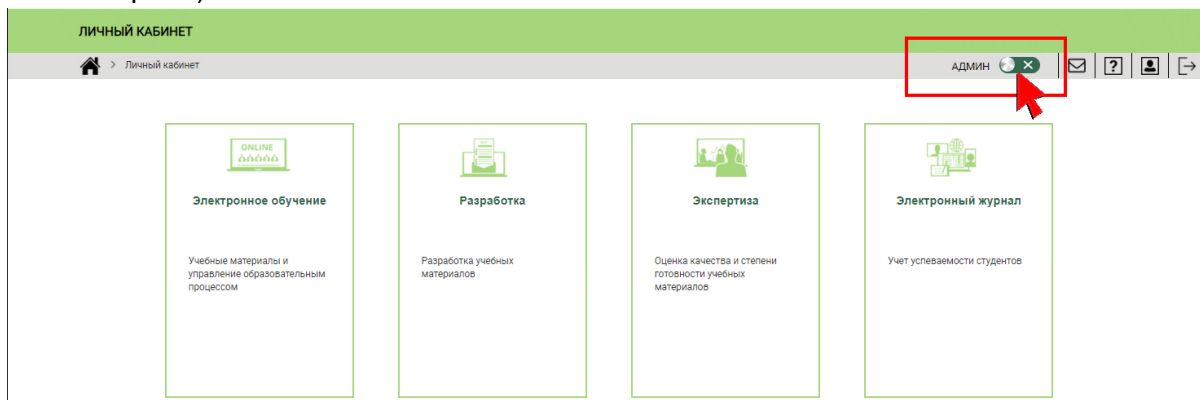 ЛИЧНЫЙ КАБИНЕТ
> Личный кабинет
АДМИН
ONLINE
Электронное обучение
Учебные материалы и
управление образовательным
процессом
Разработка
Разработка учебных
материалов
Экспертиза
Оценка качества и степени
готовности учебных
материалов
Электронный журнал
Учет успеваемости студентов